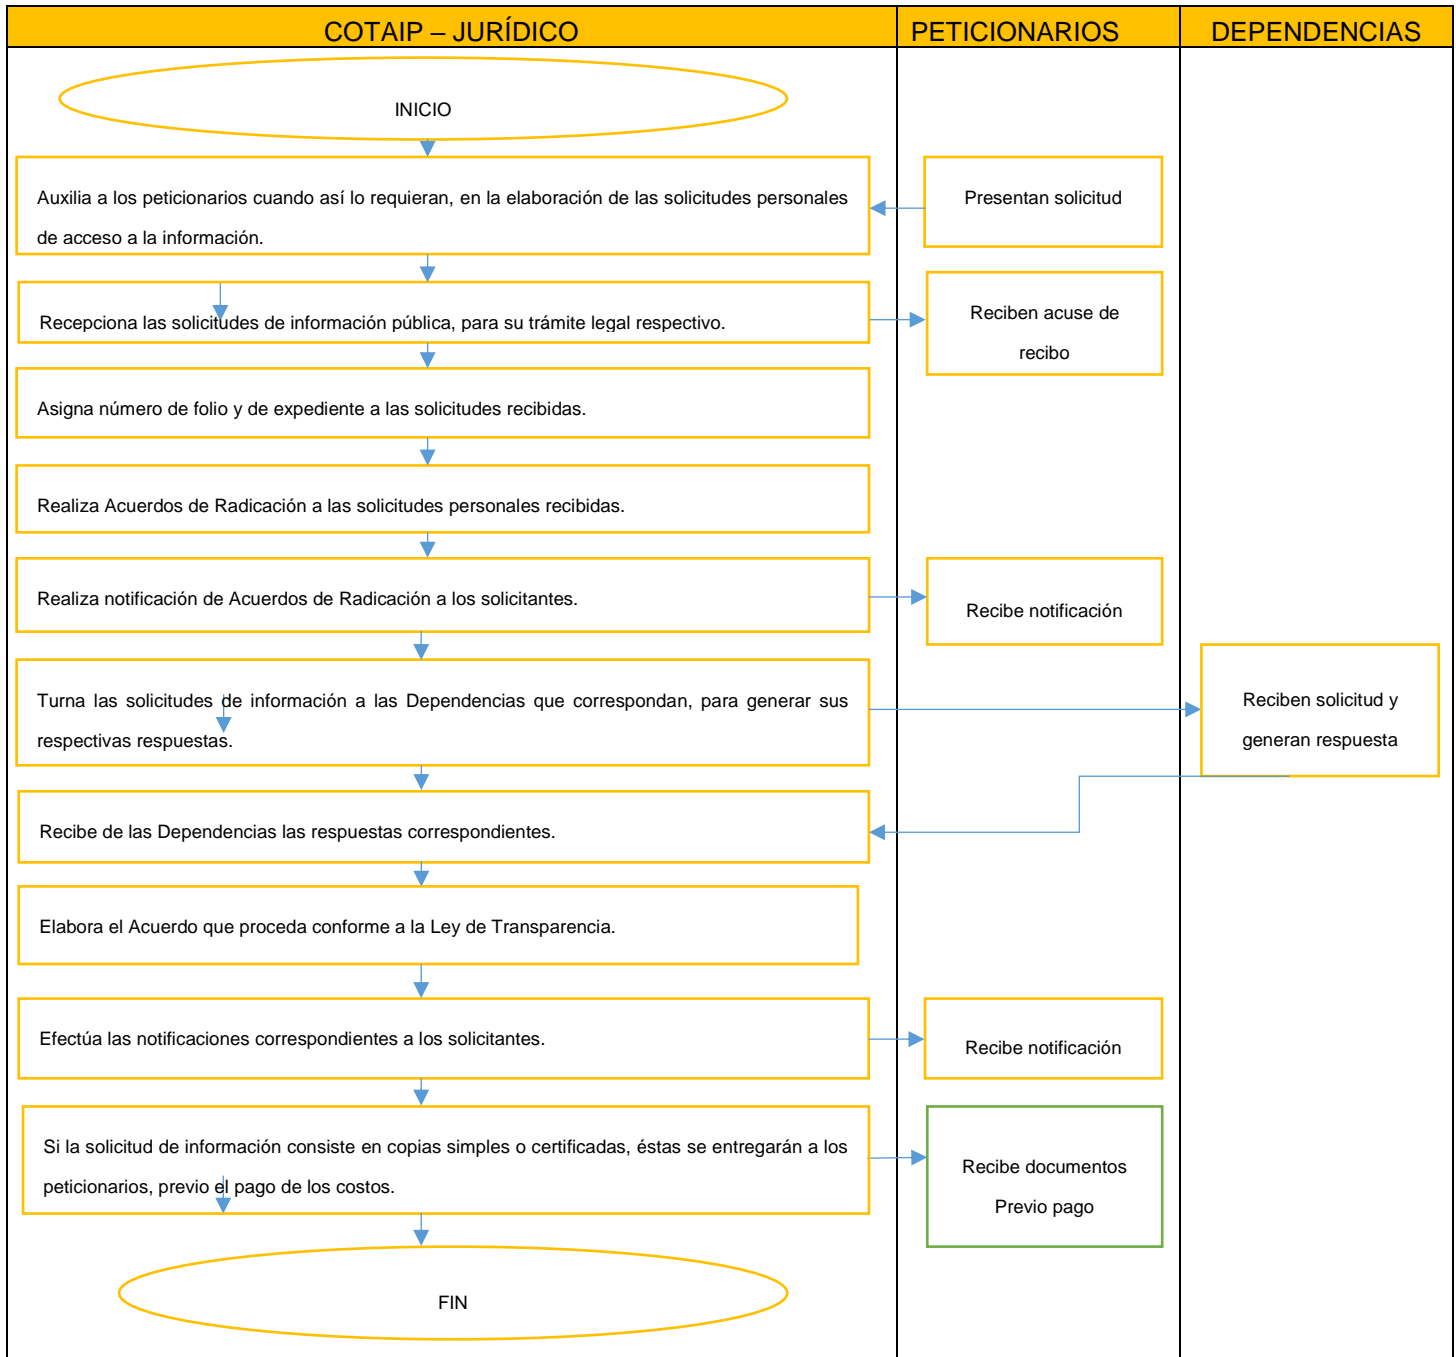 COTAIP – JURÍDICO
PETICIONARIOS
DEPENDENCIAS
INICIO
Auxilia a los peticionarios cuando así lo requieran, en la elaboración de las solicitudes personales
de acceso a la información.
Presentan solicitud
Recepciona las solicitudes de información pública, para su trámite legal respectivo.
Reciben acuse de
recibo
Asigna número de folio y de expediente a las solicitudes recibidas.
Realiza Acuerdos de Radicación a las solicitudes personales recibidas.
Realiza notificación de Acuerdos de Radicación a los solicitantes.
Recibe notificación
Turna las solicitudes de información a las Dependencias que correspondan, para generar sus
respectivas respuestas.
Reciben solicitud y
generan respuesta
Recibe de las Dependencias las respuestas correspondientes.
Elabora el Acuerdo que proceda conforme a la Ley de Transparencia.
Efectúa las notificaciones correspondientes a los solicitantes.
Recibe notificación
Si la solicitud de información consiste en copias simples o certificadas, éstas se entregarán a los
peticionarios, previo el pago de los costos.
Recibe documentos
Previo pago
FIN